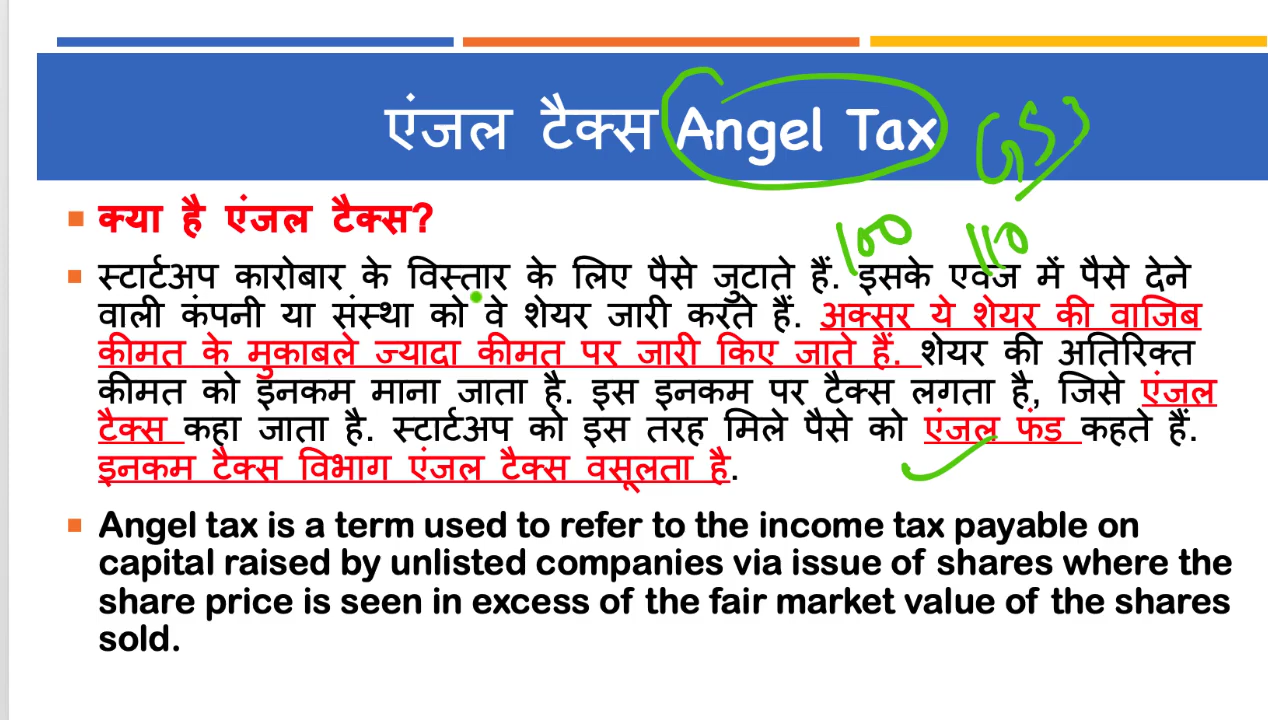 एंजल टैक्स Angel Tax
GS3
क्या है एंजल टैक्स?
100 110
स्टार्टअप कारोबार के विस्तार के लिए पैसे जुटाते हैं. इसके एवज में पैसे देने
वाली कंपनी या संस्था को वे शेयर जारी करते हैं. अक्सर ये शेयर की वाजिब
कीमत के मुकाबले ज्यादा कीमत पर जारी किए जाते हैं. शेयर की अतिरिक्त
कीमत को इनकम माना जाता है. इस इनकम पर टैक्स लगता है, जिसे एंजल
टैक्स कहा जाता है. स्टार्टअप को इस तरह मिले पैसे को एंजल फंड कहते हैं.
इनकम टैक्स विभाग एंजल टैक्स वसूलता है.
Angel tax is a term used to refer to the income tax payable on
capital raised by unlisted companies via issue of shares where the
share price is seen in excess of the fair market value of the shares
sold.